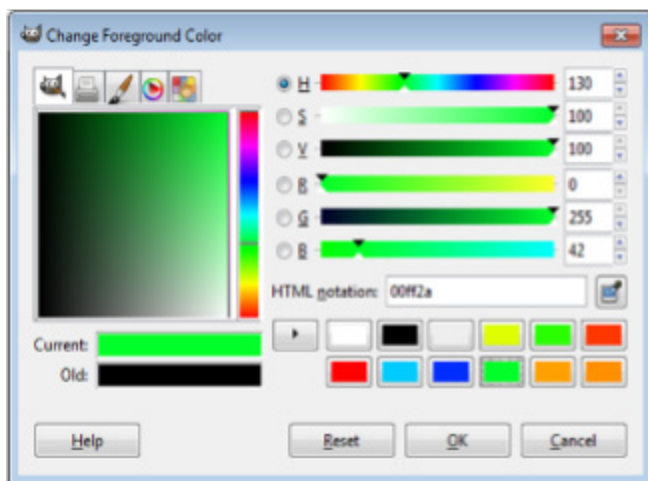 Change Foreground Color
H 130
S 100
V 100
R 0
G 255
B 42
HTML notation: 00ff2a
Current:
Old:
Help Reset OK Cancel